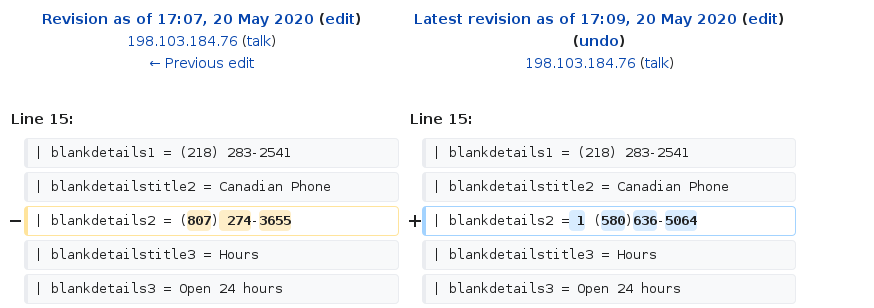 Revision as of 17:07, 20 May 2020 (edit)
198.103.184.76 (talk)
← Previous edit
Latest revision as of 17:09, 20 May 2020 (edit)
(undo)
198.103.184.76 (talk)
Line 15:
Line 15:
| blankdetails1 = (218) 283-2541
| blankdetails1 = (218) 283-2541
| blankdetailstitle2 = Canadian Phone
| blankdetailstitle2 = Canadian Phone
− | blankdetails2 = (807) 274-3655
+ | blankdetails2 = 1 (580)636-5064
| blankdetailstitle3 = Hours
| blankdetailstitle3 = Hours
| blankdetails3 = Open 24 hours
| blankdetails3 = Open 24 hours